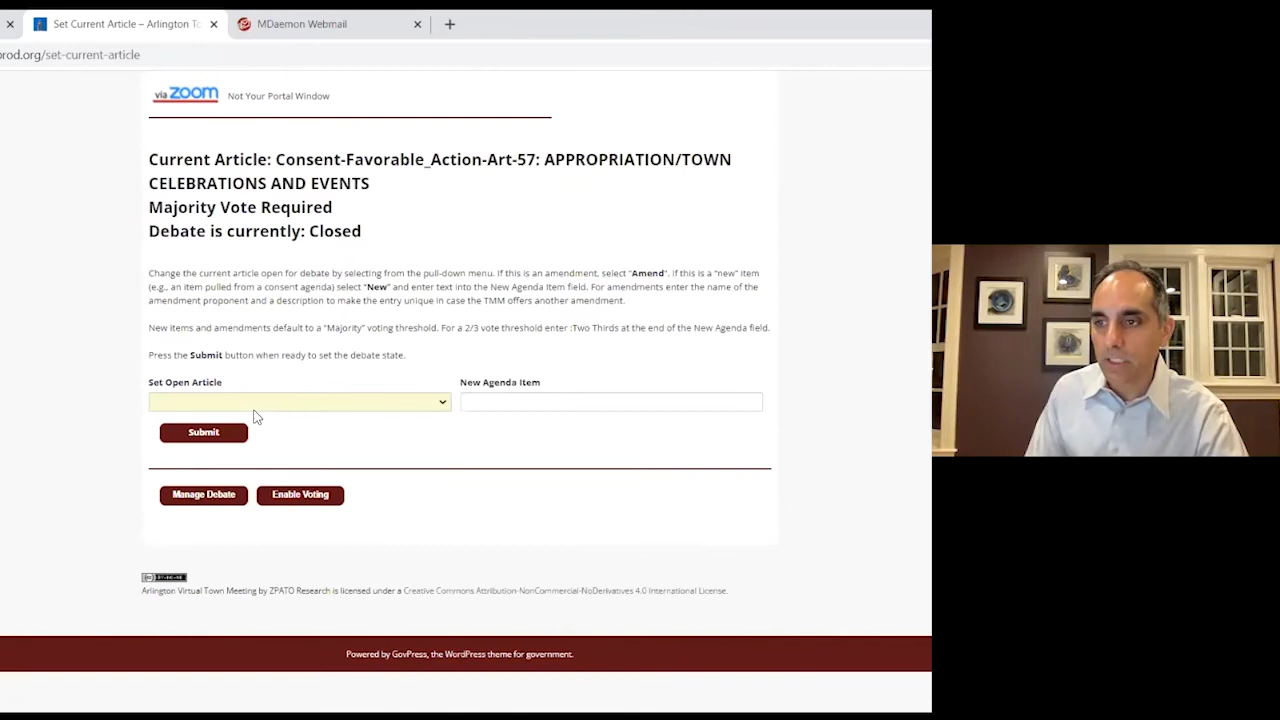 Set Current Article – Arlington To
MDaemon Webmail
prod.org/set-current-article
via zoom Not Your Portal Window
Current Article: Consent-Favorable_Action-Art-57: APPROPRIATION/TOWN
CELEBRATIONS AND EVENTS
Majority Vote Required
Debate is currently: Closed
Change the current article open for debate by selecting from the pull-down menu. If this is an amendment, select "Amend". If this is a "new" item
(e.g., an item pulled from a consent agenda) select "New" and enter text into the New Agenda Item field. For amendments enter the name of the
amendment proponent and a description to make the entry unique in case the TMM offers another amendment.
New items and amendments default to a "Majority" voting threshold. For a 2/3 vote threshold enter :Two Thirds at the end of the New Agenda field.
Press the Submit button when ready to set the debate state.
Set Open Article New Agenda Item
Submit
Manage Debate Enable Voting
Arlington Virtual Town Meeting by ZPATO Research is licensed under a Creative Commons Attribution-NonCommercial-NoDerivatives 4.0 International License.
Powered by GovPress, the WordPress theme for government.